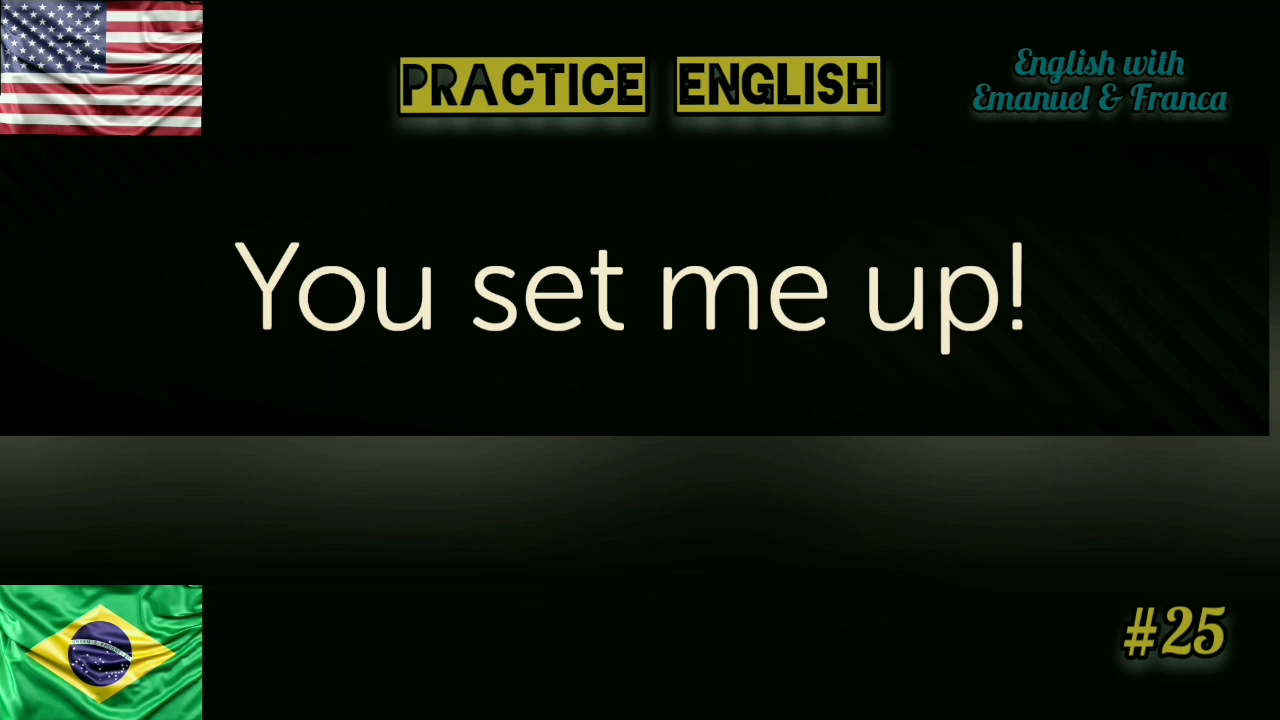 PRACTICE ENGLISH
English with
Emanuel & Franca
You set me up!
#25